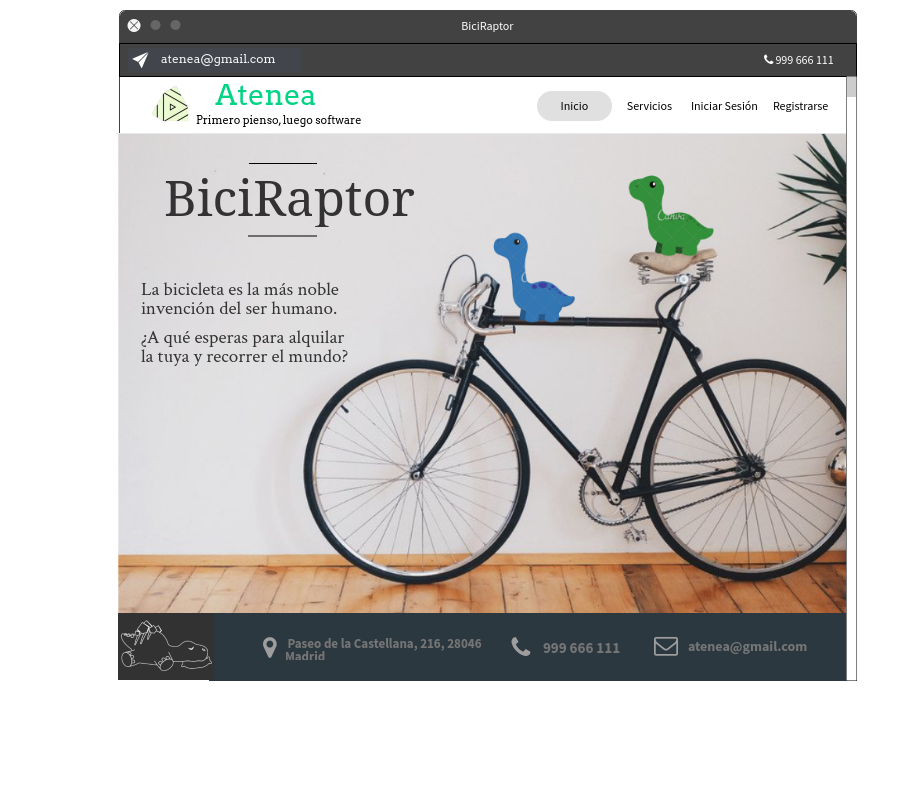 BiciRaptor
atenea@gmail.com
999 666 111
Atenea
Primero pienso, luego software
Inicio
Servicios
Iniciar Sesión
Registrarse
BiciRaptor
La bicicleta es la más noble
invención del ser humano.
¿A qué esperas para alquilar
la tuya y recorrer el mundo?
Canva
Paseo de la Castellana, 216, 28046
Madrid
999 666 111
atenea@gmail.com